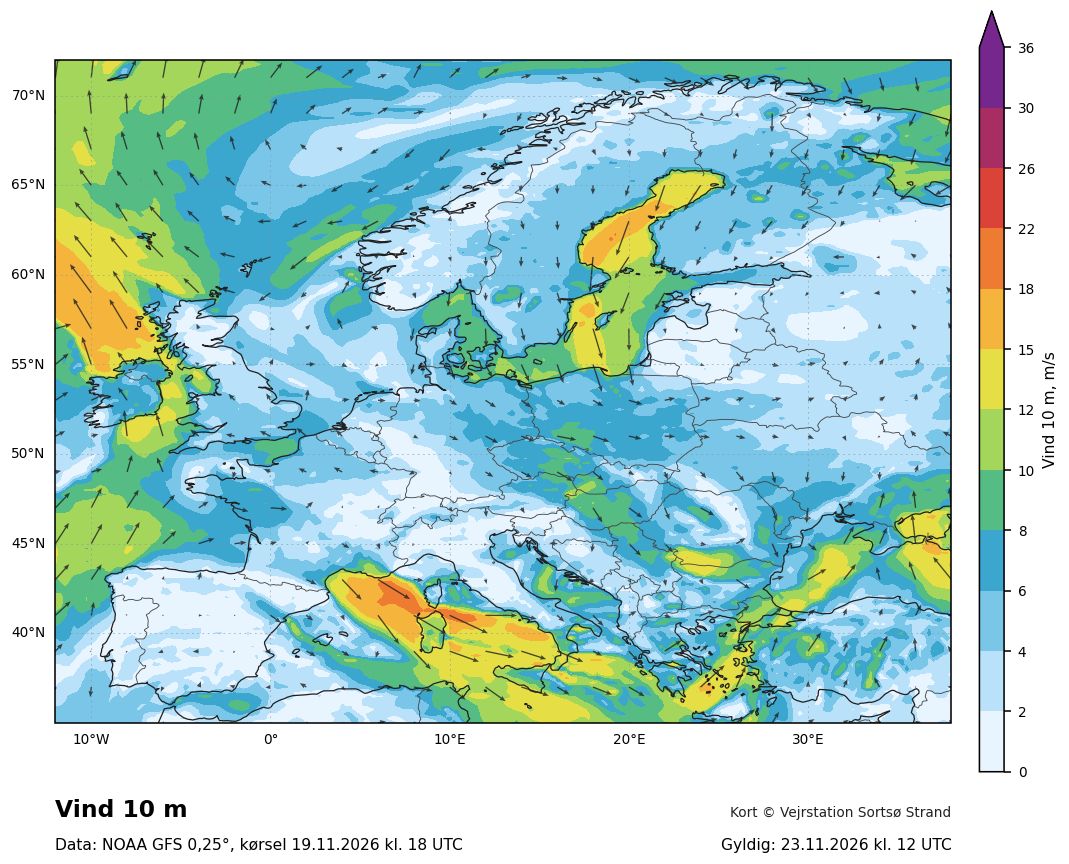 70°N
65°N
60°N
55°N
50°N
45°N
40°N
10°W
0°
10°E
20°E
30°E
36
30
26
22
18
15
12
10
8
6
4
2
0
Vind 10 m, m/s
Vind 10 m
Kort © Vejrstation Sortsø Strand
Data: NOAA GFS 0,25°, kørsel 19.11.2026 kl. 18 UTC
Gyldig: 23.11.2026 kl. 12 UTC